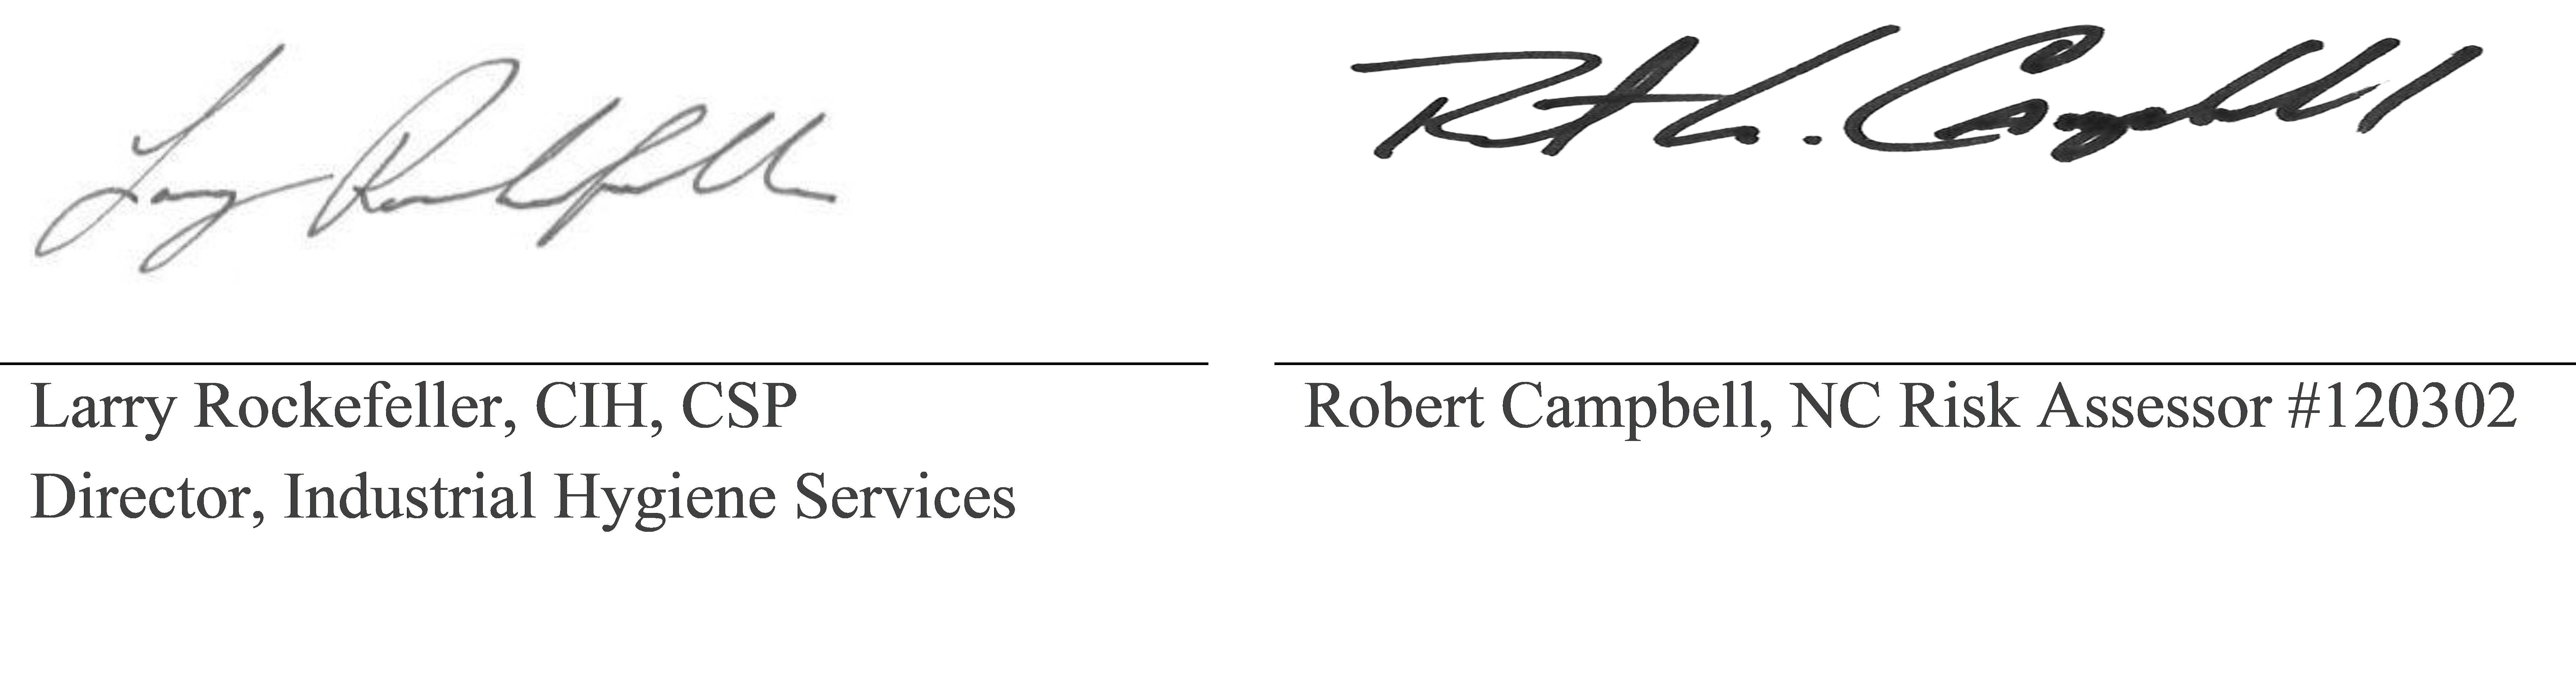 Larry Rockefeller
Robert L. Campbell
Larry Rockefeller, CIH, CSP
Director, Industrial Hygiene Services
Robert Campbell, NC Risk Assessor #120302